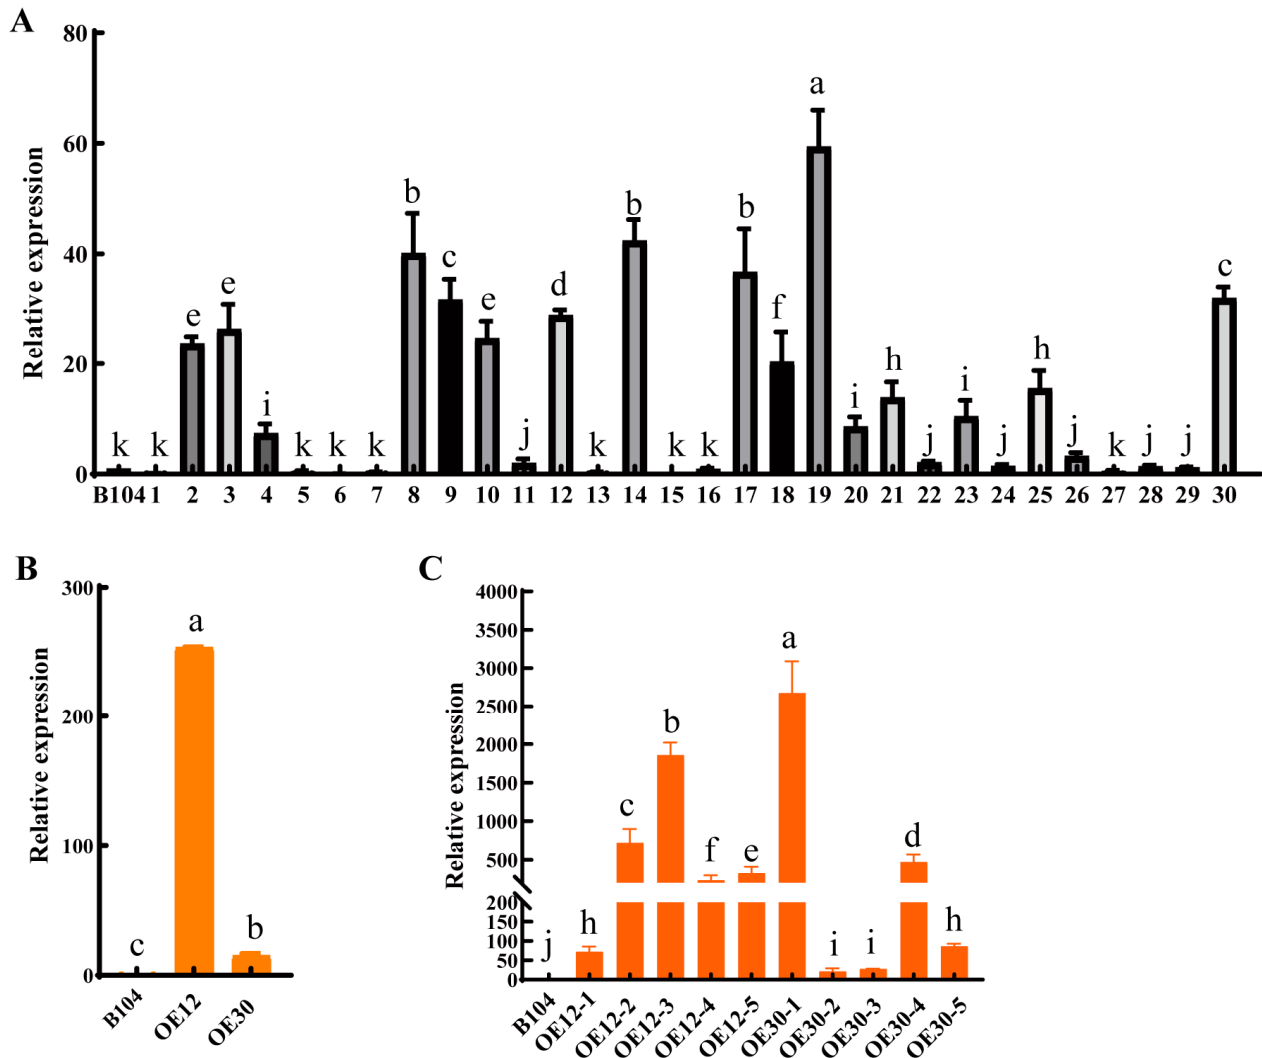 A
Relative expression
80
60
40
20
0
k k e e i k k k b c e j d k b k k b f a i h j i j h j k j j c
B104 1 2 3 4 5 6 7 8 9 10 11 12 13 14 15 16 17 18 19 20 21 22 23 24 25 26 27 28 29 30
B
Relative expression
300
200
100
0
c a b
B104 OE12 OE30
C
Relative expression
4000
3500
3000
2500
2000
1500
1000
500
200
150
100
50
0
j h c b f e a i i d h
B104 OE12-1 OE12-2 OE12-3 OE12-4 OE12-5 OE30-1 OE30-2 OE30-3 OE30-4 OE30-5